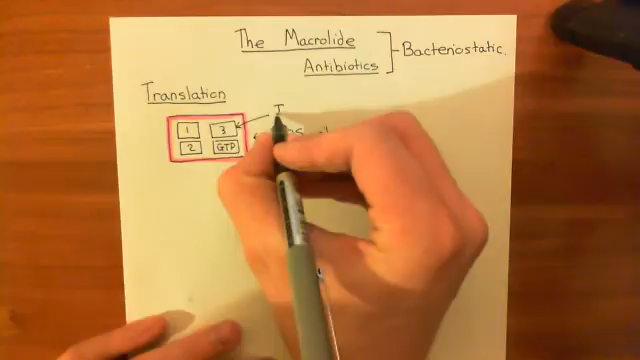 The Macrolide
Antibiotics
Bacteriostatic.
Translation
1 3
2 GTP